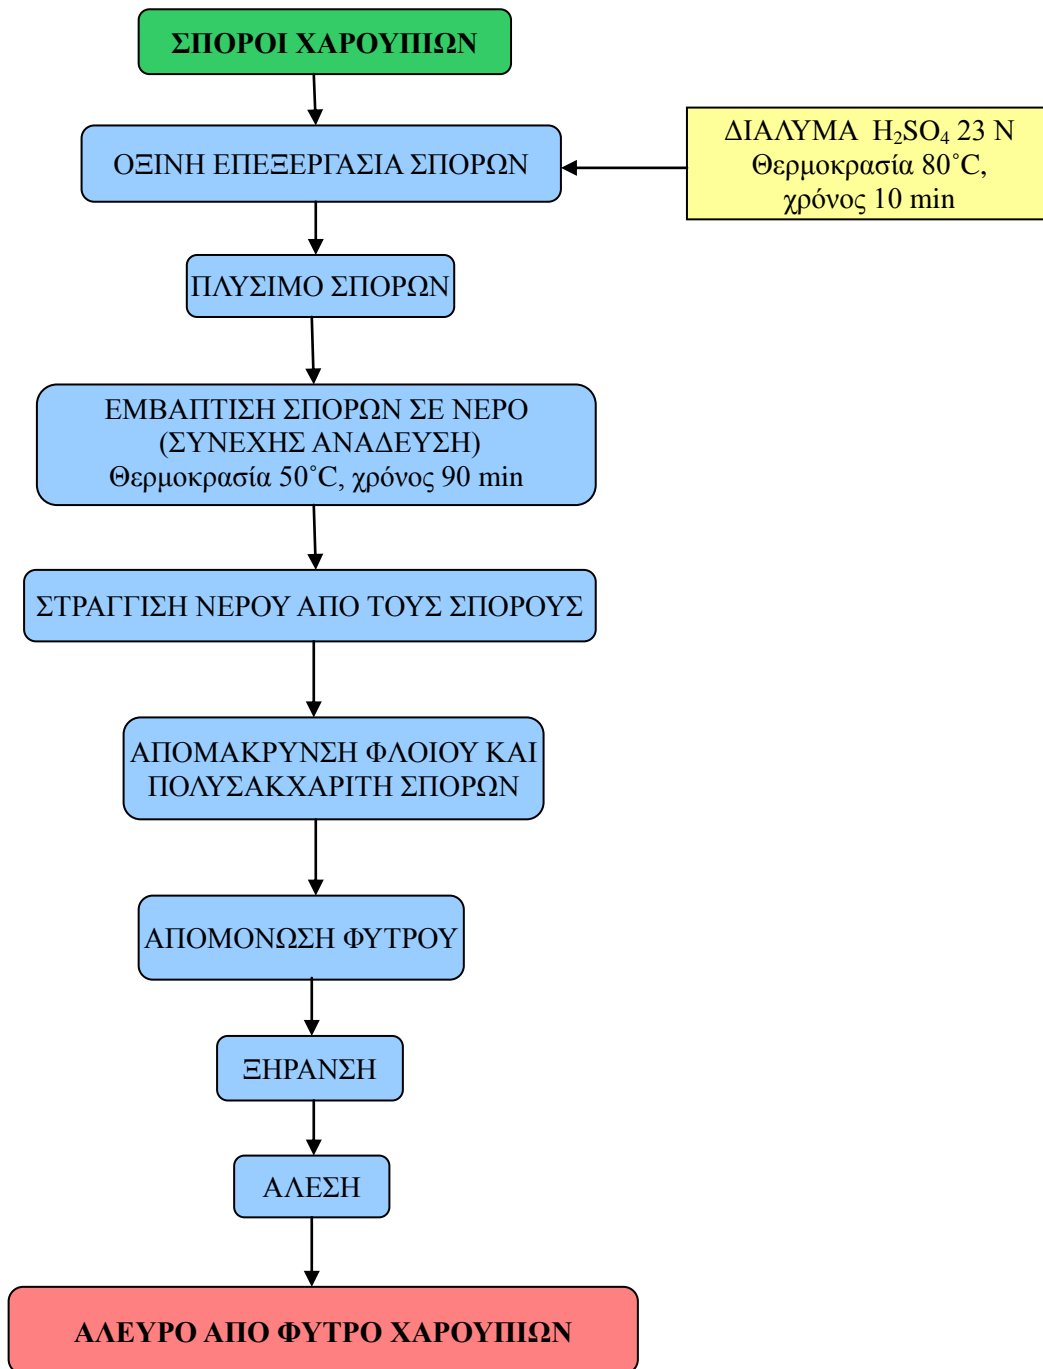 ΣΠΟΡΟΙ ΧΑΡΟΥΠΙΩΝ
ΟΞΙΝΗ ΕΠΕΞΕΡΓΑΣΙΑ ΣΠΟΡΩΝ
ΔΙΑΛΥΜΑ H₂SO₄ 23 N
Θερμοκρασία 80˚C,
χρόνος 10 min
ΠΛΥΣΙΜΟ ΣΠΟΡΩΝ
ΕΜΒΑΠΤΙΣΗ ΣΠΟΡΩΝ ΣΕ ΝΕΡΟ
(ΣΥΝΕΧΗΣ ΑΝΑΔΕΥΣΗ)
Θερμοκρασία 50˚C, χρόνος 90 min
ΣΤΡΑΓΓΙΣΗ ΝΕΡΟΥ ΑΠΟ ΤΟΥΣ ΣΠΟΡΟΥΣ
ΑΠΟΜΑΚΡΥΝΣΗ ΦΛΟΙΟΥ ΚΑΙ
ΠΟΛΥΣΑΚΧΑΡΙΤΗ ΣΠΟΡΩΝ
ΑΠΟΜΟΝΩΣΗ ΦΥΤΡΟΥ
ΞΗΡΑΝΣΗ
ΑΛΕΣΗ
ΑΛΕΥΡΟ ΑΠΟ ΦΥΤΡΟ ΧΑΡΟΥΠΙΩΝ